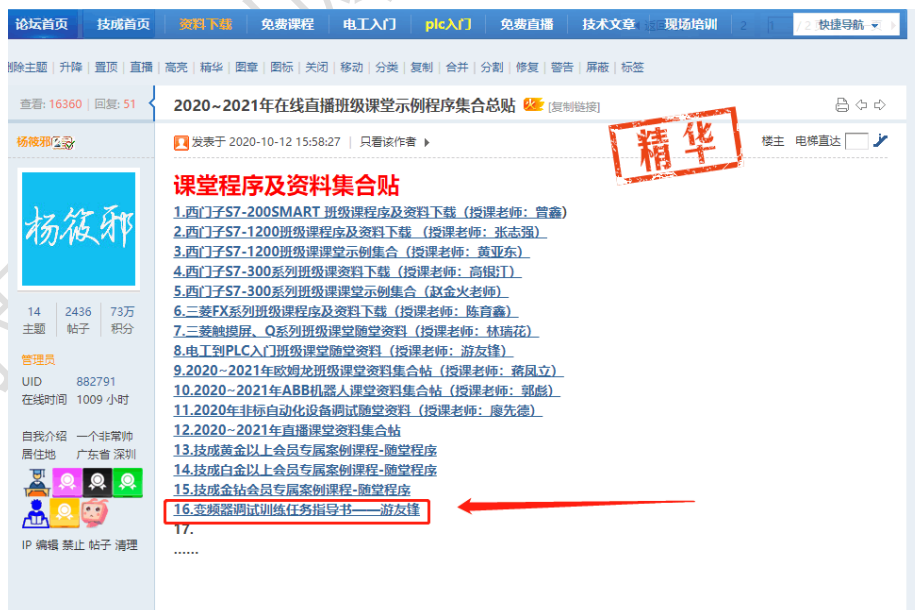 论坛首页 技成首页 资料下载 免费课程 电工入门 plc入门 免费直播 技术文章 现场培训 快捷导航
删除主题 升降 置顶 直播 高亮 精华 图章 图标 关闭 移动 分类 复制 合并 分割 修复 警告 屏蔽 标签
查看: 16360 回复: 51
2020~2021年在线直播班级课堂示例程序集合总贴 火 [复制链接]
杨筱邪
发表于 2020-10-12 15:58:27 只看该作者
楼主 电梯直达
精华
课堂程序及资料集合贴
1.西门子S7-200SMART 班级课程序及资料下载（授课老师：曾鑫)
2.西门子S7-1200班级课程序及资料下载 （授课老师：张志强）
3.西门子S7-1200班级课课堂示例集合（授课老师：黄亚东）
4.西门子S7-300系列班级课资料下载（授课老师：高银汀）
5.西门子S7-300系列班级课课堂示例集合（赵金火老师）
6.三菱FX系列班级课程序及资料下载（授课老师：陈育鑫）
7.三菱触摸屏、Q系列班级课堂随堂资料（授课老师：林瑞花）
8.电工到PLC入门班级课堂随堂资料（授课老师：游友锋）
9.2020~2021年欧姆龙班级课堂资料集合帖（授课老师：蒋凤立）
10.2020~2021年ABB机器人课堂资料集合帖（授课老师：郭彪）
11.2020年非标自动化设备调试随堂资料（授课老师：廖先德）
12.2020~2021年直播课堂资料集合帖
13.技成黄金以上会员专属案例课程-随堂程序
14.技成白金以上会员专属案例课程-随堂程序
15.技成金钻会员专属案例课程-随堂程序
16.变频器调试训练任务指导书——游友锋
17.
......
杨筱邪
14 2436 73万
主题 帖子 积分
管理员
UID 882791
在线时间 1009 小时
自我介绍 一个非常帅
居住地 广东省 深圳
IP 编辑 禁止 帖子 清理